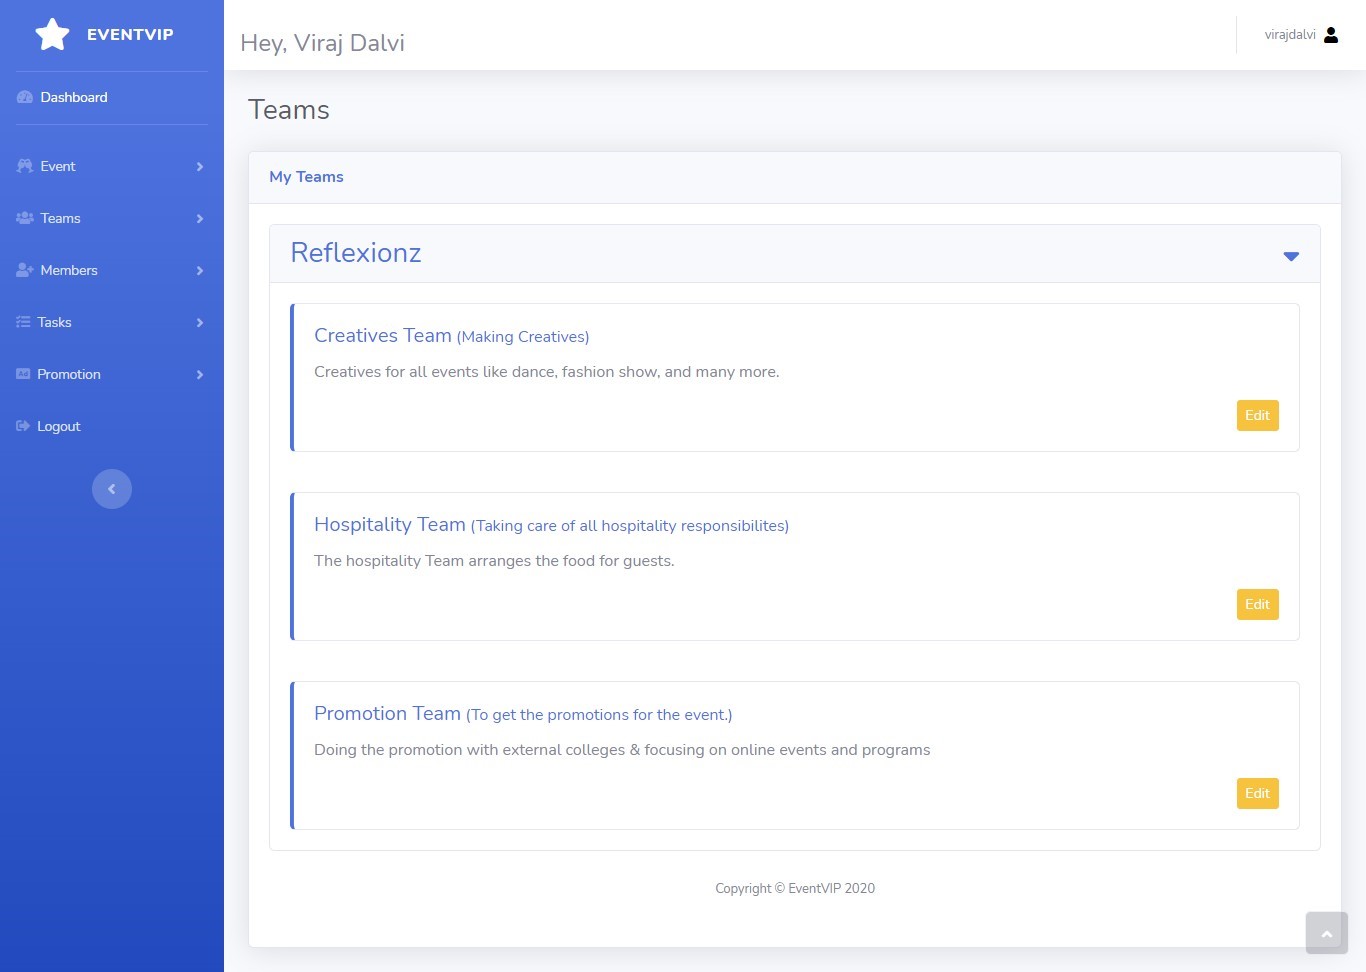 EVENTVIP
Hey, Viraj Dalvi
virajdalvi
Dashboard
Event
Teams
Members
Tasks
Promotion
Logout
Teams
My Teams
Reflexionz
Creatives Team (Making Creatives)
Creatives for all events like dance, fashion show, and many more.
Edit
Hospitality Team (Taking care of all hospitality responsibilites)
The hospitality Team arranges the food for guests.
Edit
Promotion Team (To get the promotions for the event.)
Doing the promotion with external colleges & focusing on online events and programs
Edit
Copyright © EventVIP 2020